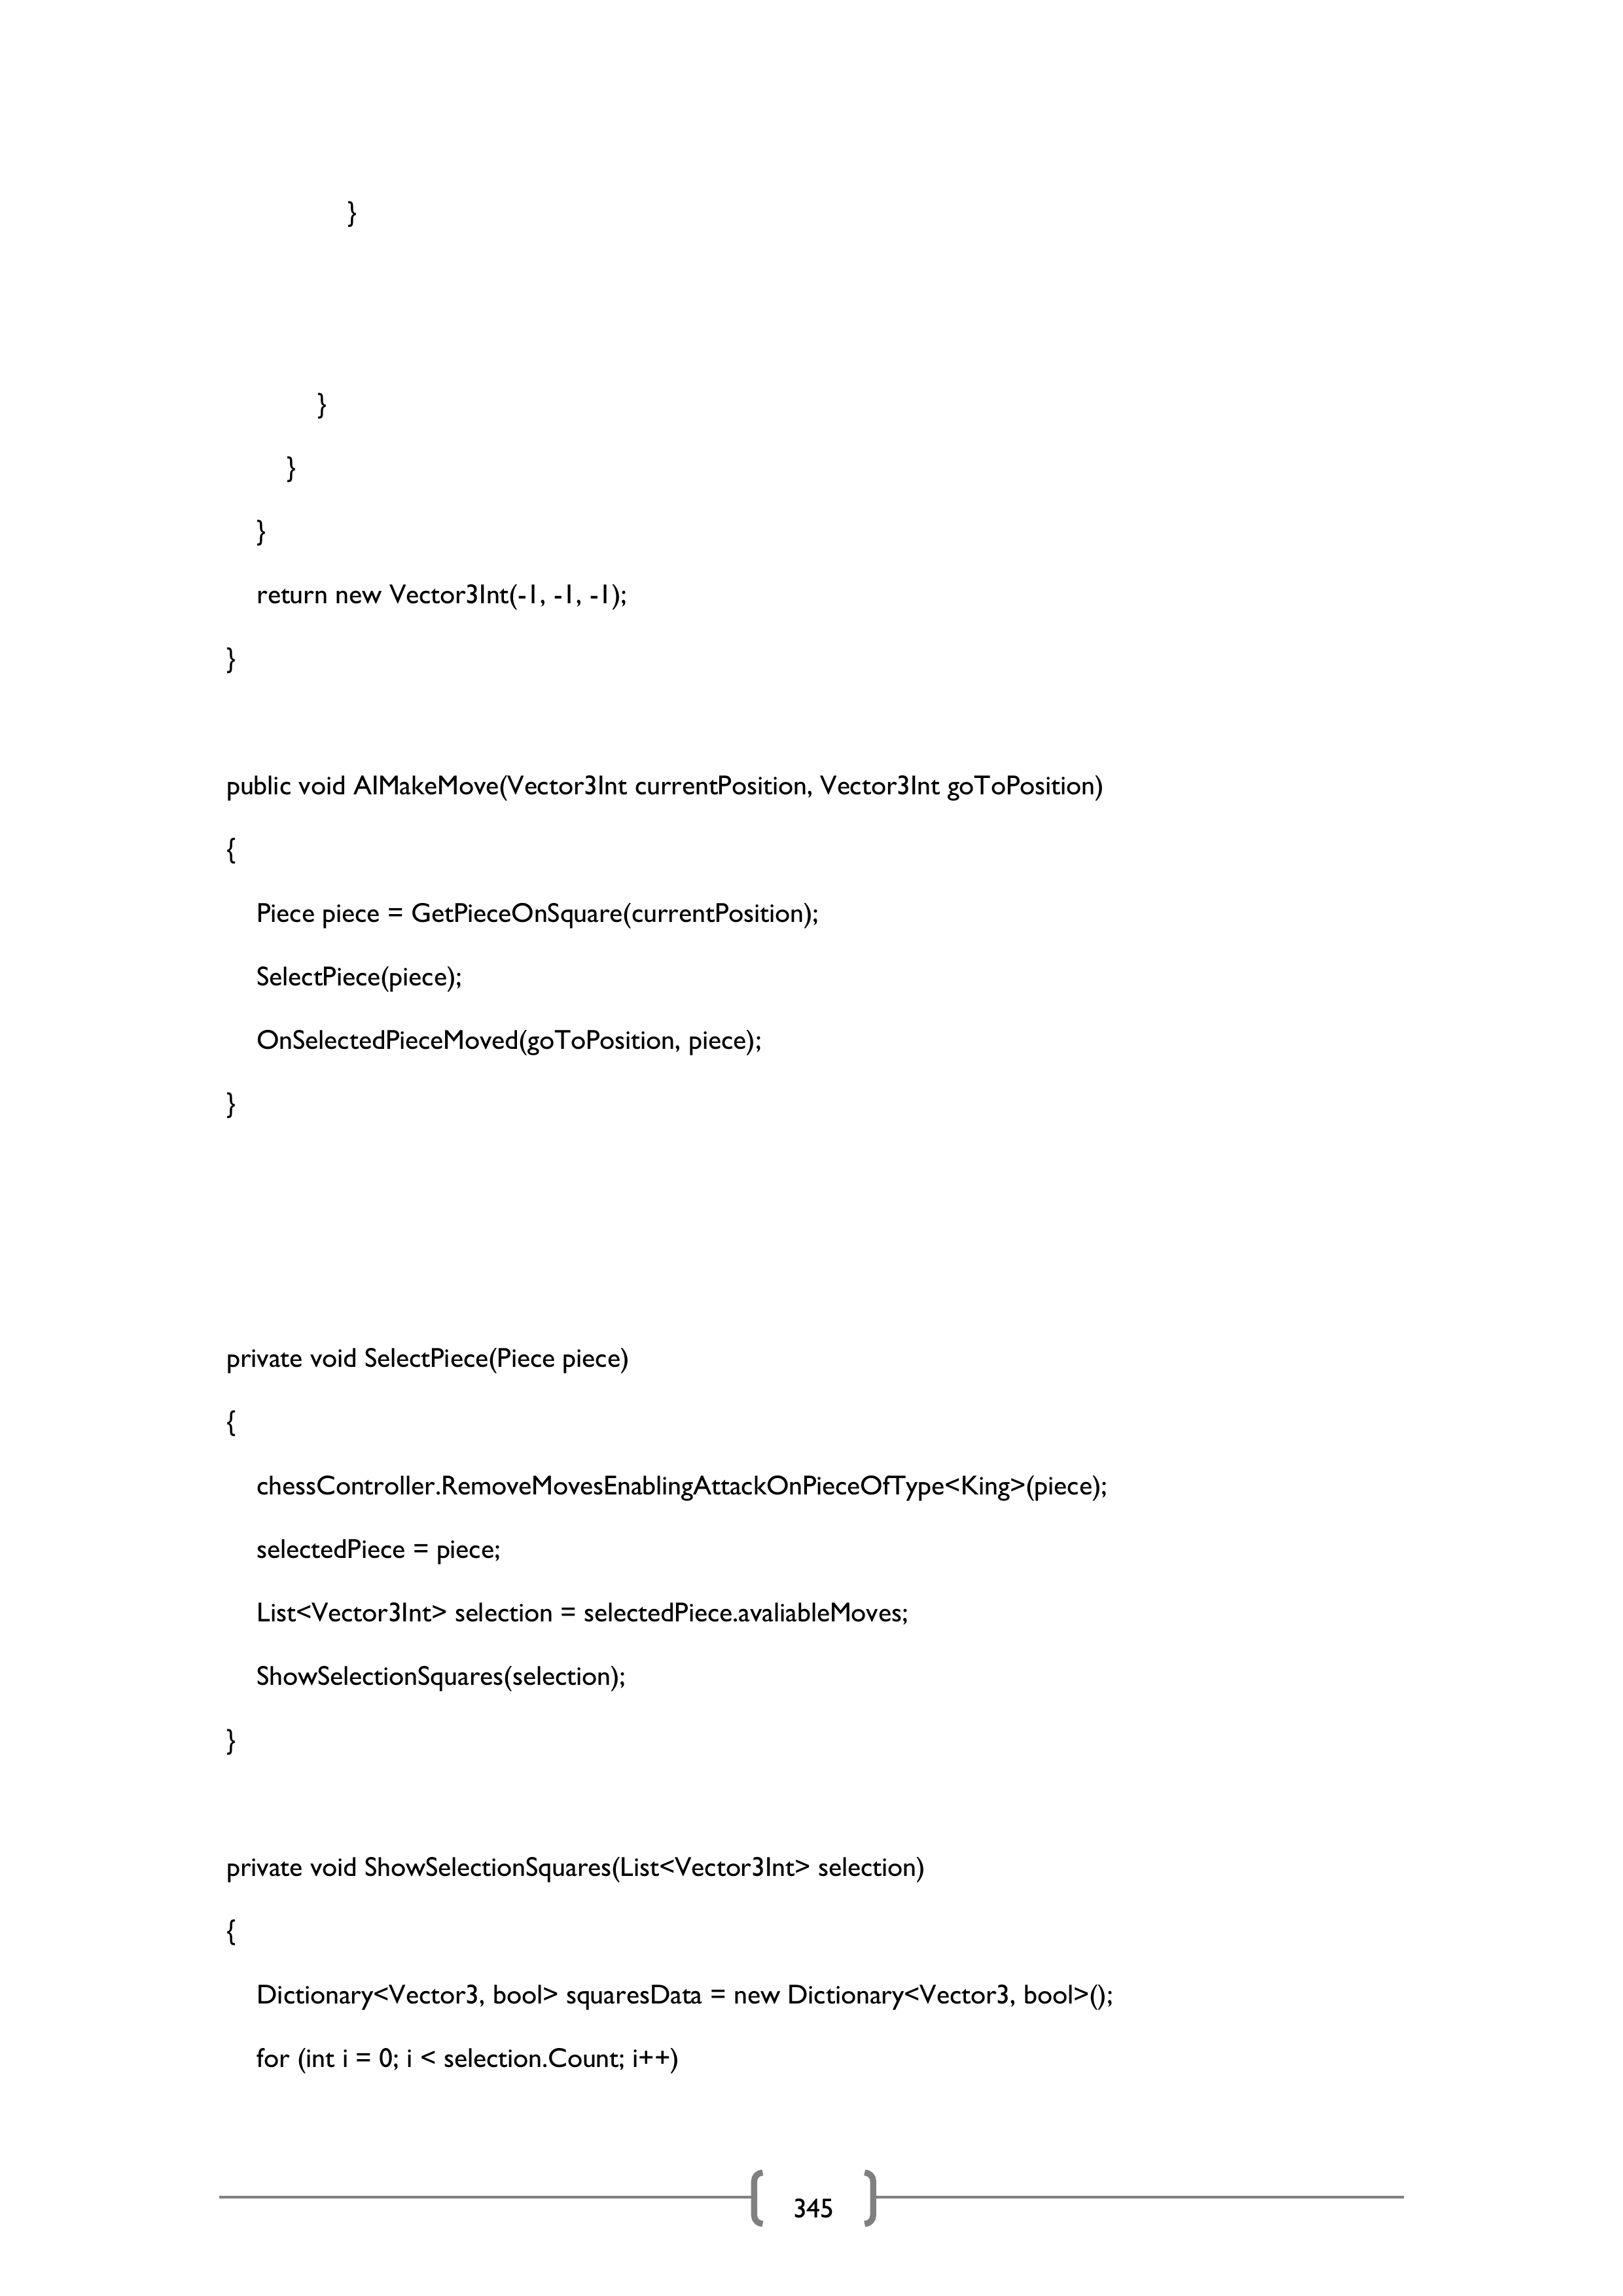 }
}
}
}
return new Vector3Int(-1, -1, -1);
}
public void AIMakeMove(Vector3Int currentPosition, Vector3Int goToPosition)
{
Piece piece = GetPieceOnSquare(currentPosition);
SelectPiece(piece);
OnSelectedPieceMoved(goToPosition, piece);
}
private void SelectPiece(Piece piece)
{
chessController.RemoveMovesEnablingAttackOnPieceOfType<King>(piece);
selectedPiece = piece;
List<Vector3Int> selection = selectedPiece.avaliableMoves;
ShowSelectionSquares(selection);
}
private void ShowSelectionSquares(List<Vector3Int> selection)
{
Dictionary<Vector3, bool> squaresData = new Dictionary<Vector3, bool>();
for (int i = 0; i < selection.Count; i++)
345